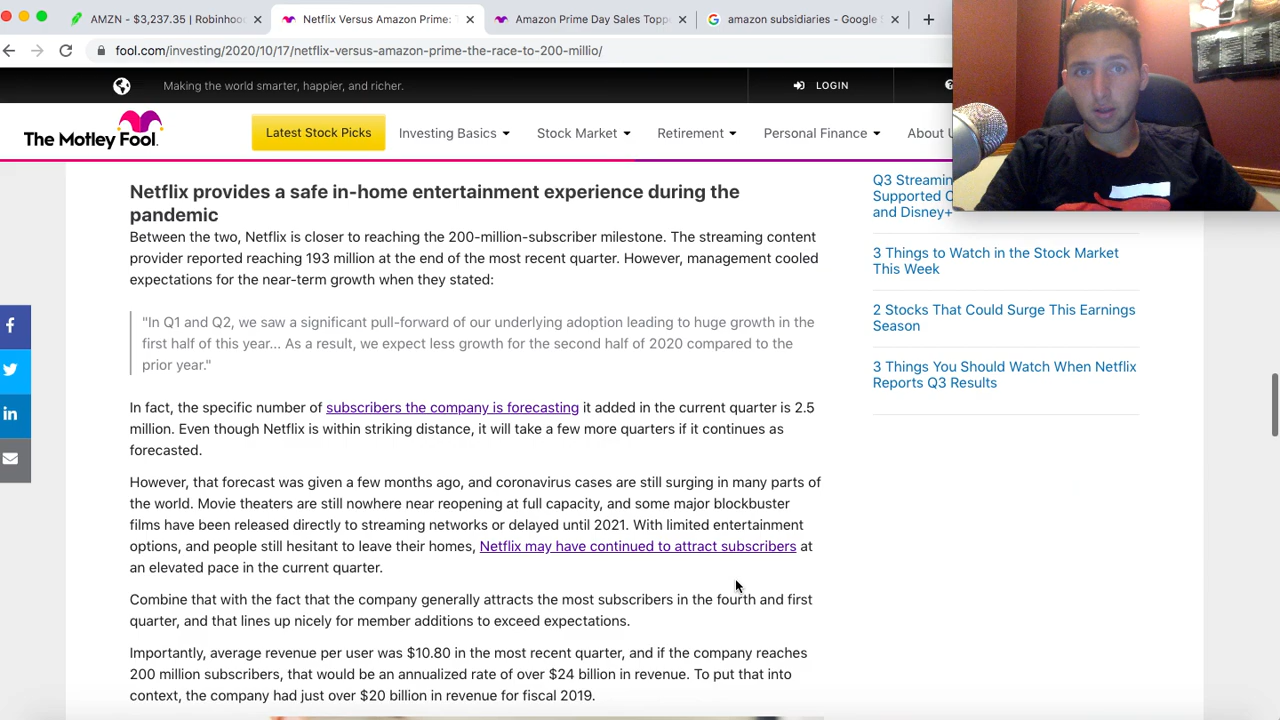 AMZN - $3,237.35 | Robinhoo
Netflix Versus Amazon Prime: T
Amazon Prime Day Sales Topp
amazon subsidiaries - Google S
fool.com/investing/2020/10/17/netflix-versus-amazon-prime-the-race-to-200-millio/
Making the world smarter, happier, and richer.
LOGIN
The Motley Fool.
Latest Stock Picks
Investing Basics
Stock Market
Retirement
Personal Finance
About U
Netflix provides a safe in-home entertainment experience during the
pandemic
Between the two, Netflix is closer to reaching the 200-million-subscriber milestone. The streaming content
provider reported reaching 193 million at the end of the most recent quarter. However, management cooled
expectations for the near-term growth when they stated:
"In Q1 and Q2, we saw a significant pull-forward of our underlying adoption leading to huge growth in the
first half of this year... As a result, we expect less growth for the second half of 2020 compared to the
prior year."
In fact, the specific number of subscribers the company is forecasting it added in the current quarter is 2.5
million. Even though Netflix is within striking distance, it will take a few more quarters if it continues as
forecasted.
However, that forecast was given a few months ago, and coronavirus cases are still surging in many parts of
the world. Movie theaters are still nowhere near reopening at full capacity, and some major blockbuster
films have been released directly to streaming networks or delayed until 2021. With limited entertainment
options, and people still hesitant to leave their homes, Netflix may have continued to attract subscribers at
an elevated pace in the current quarter.
Combine that with the fact that the company generally attracts the most subscribers in the fourth and first
quarter, and that lines up nicely for member additions to exceed expectations.
Importantly, average revenue per user was $10.80 in the most recent quarter, and if the company reaches
200 million subscribers, that would be an annualized rate of over $24 billion in revenue. To put that into
context, the company had just over $20 billion in revenue for fiscal 2019.
Q3 Streamin
Supported C
and Disney+
3 Things to Watch in the Stock Market
This Week
2 Stocks That Could Surge This Earnings
Season
3 Things You Should Watch When Netflix
Reports Q3 Results